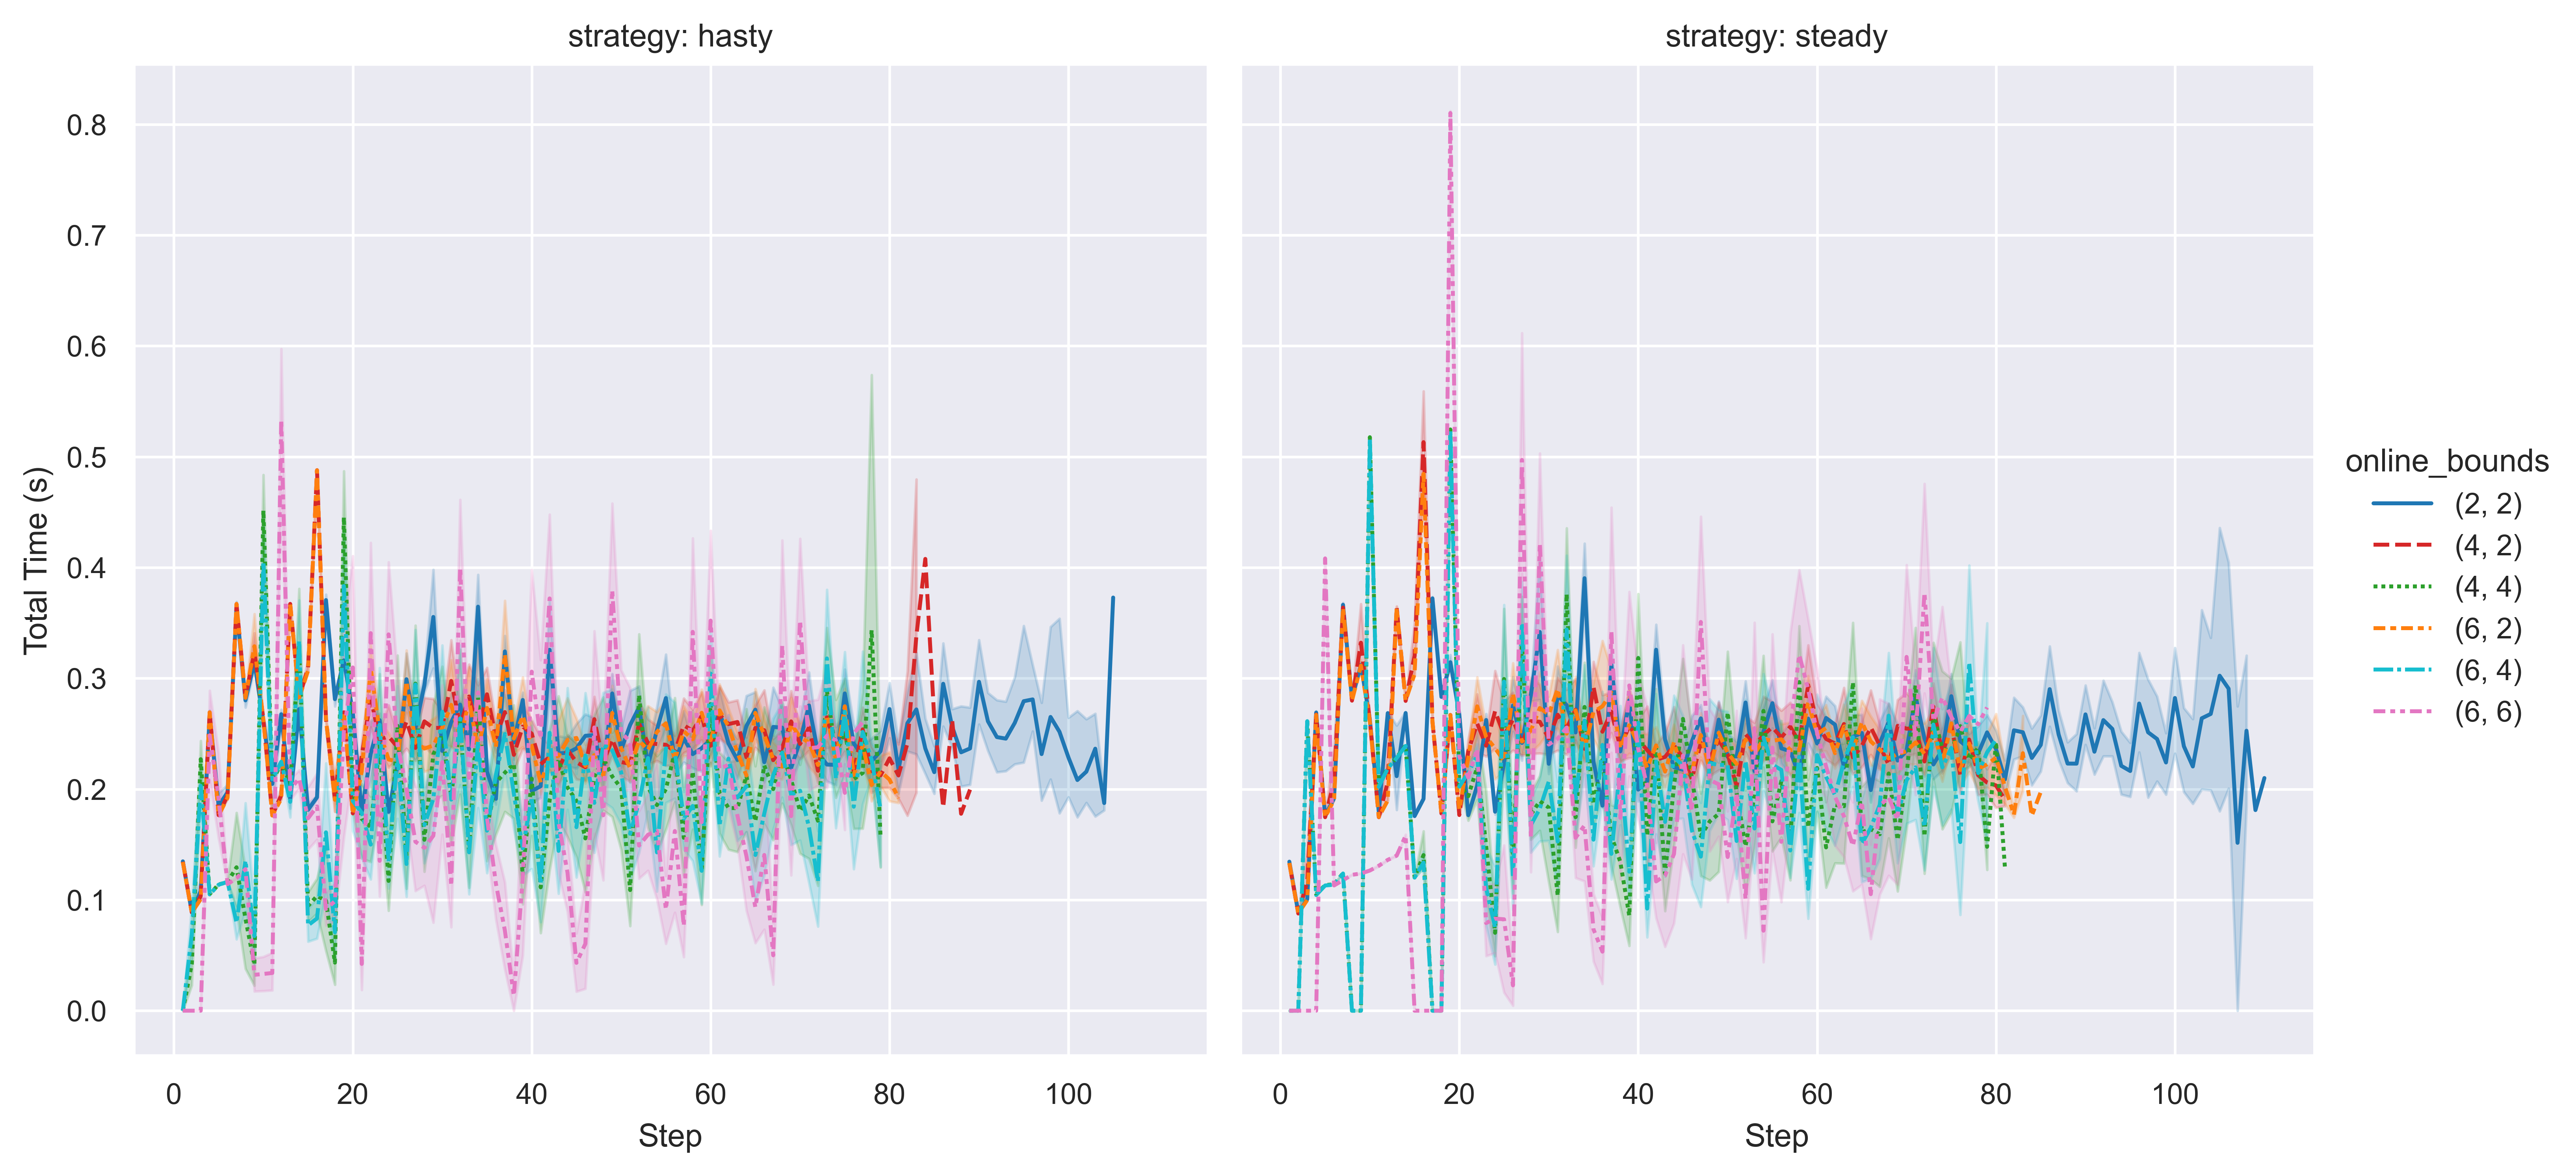 strategy: hasty
strategy: steady
0.8
0.7
0.6
0.5
0.4
0.3
0.2
0.1
0.0
Total Time (s)
0 20 40 60 80 100
0 20 40 60 80 100
Step
Step
online_bounds
(2, 2)
(4, 2)
(4, 4)
(6, 2)
(6, 4)
(6, 6)